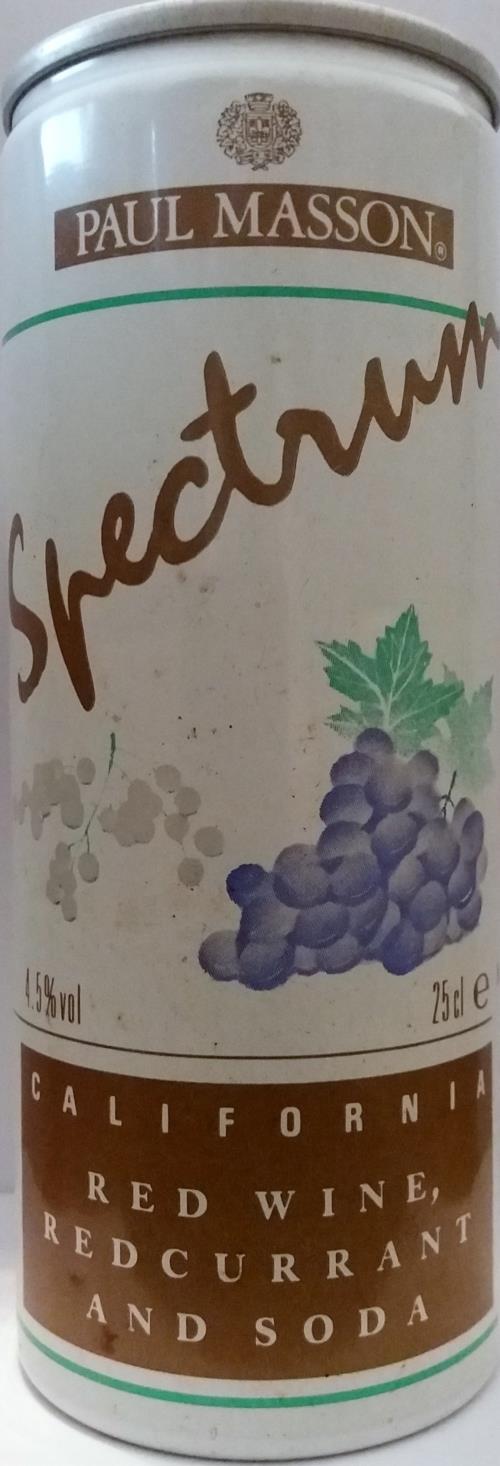 PAUL MASSON®
Spectrum
4.5%vol 25cl e
CALIFORNIA
RED WINE,
REDCURRANT
AND SODA